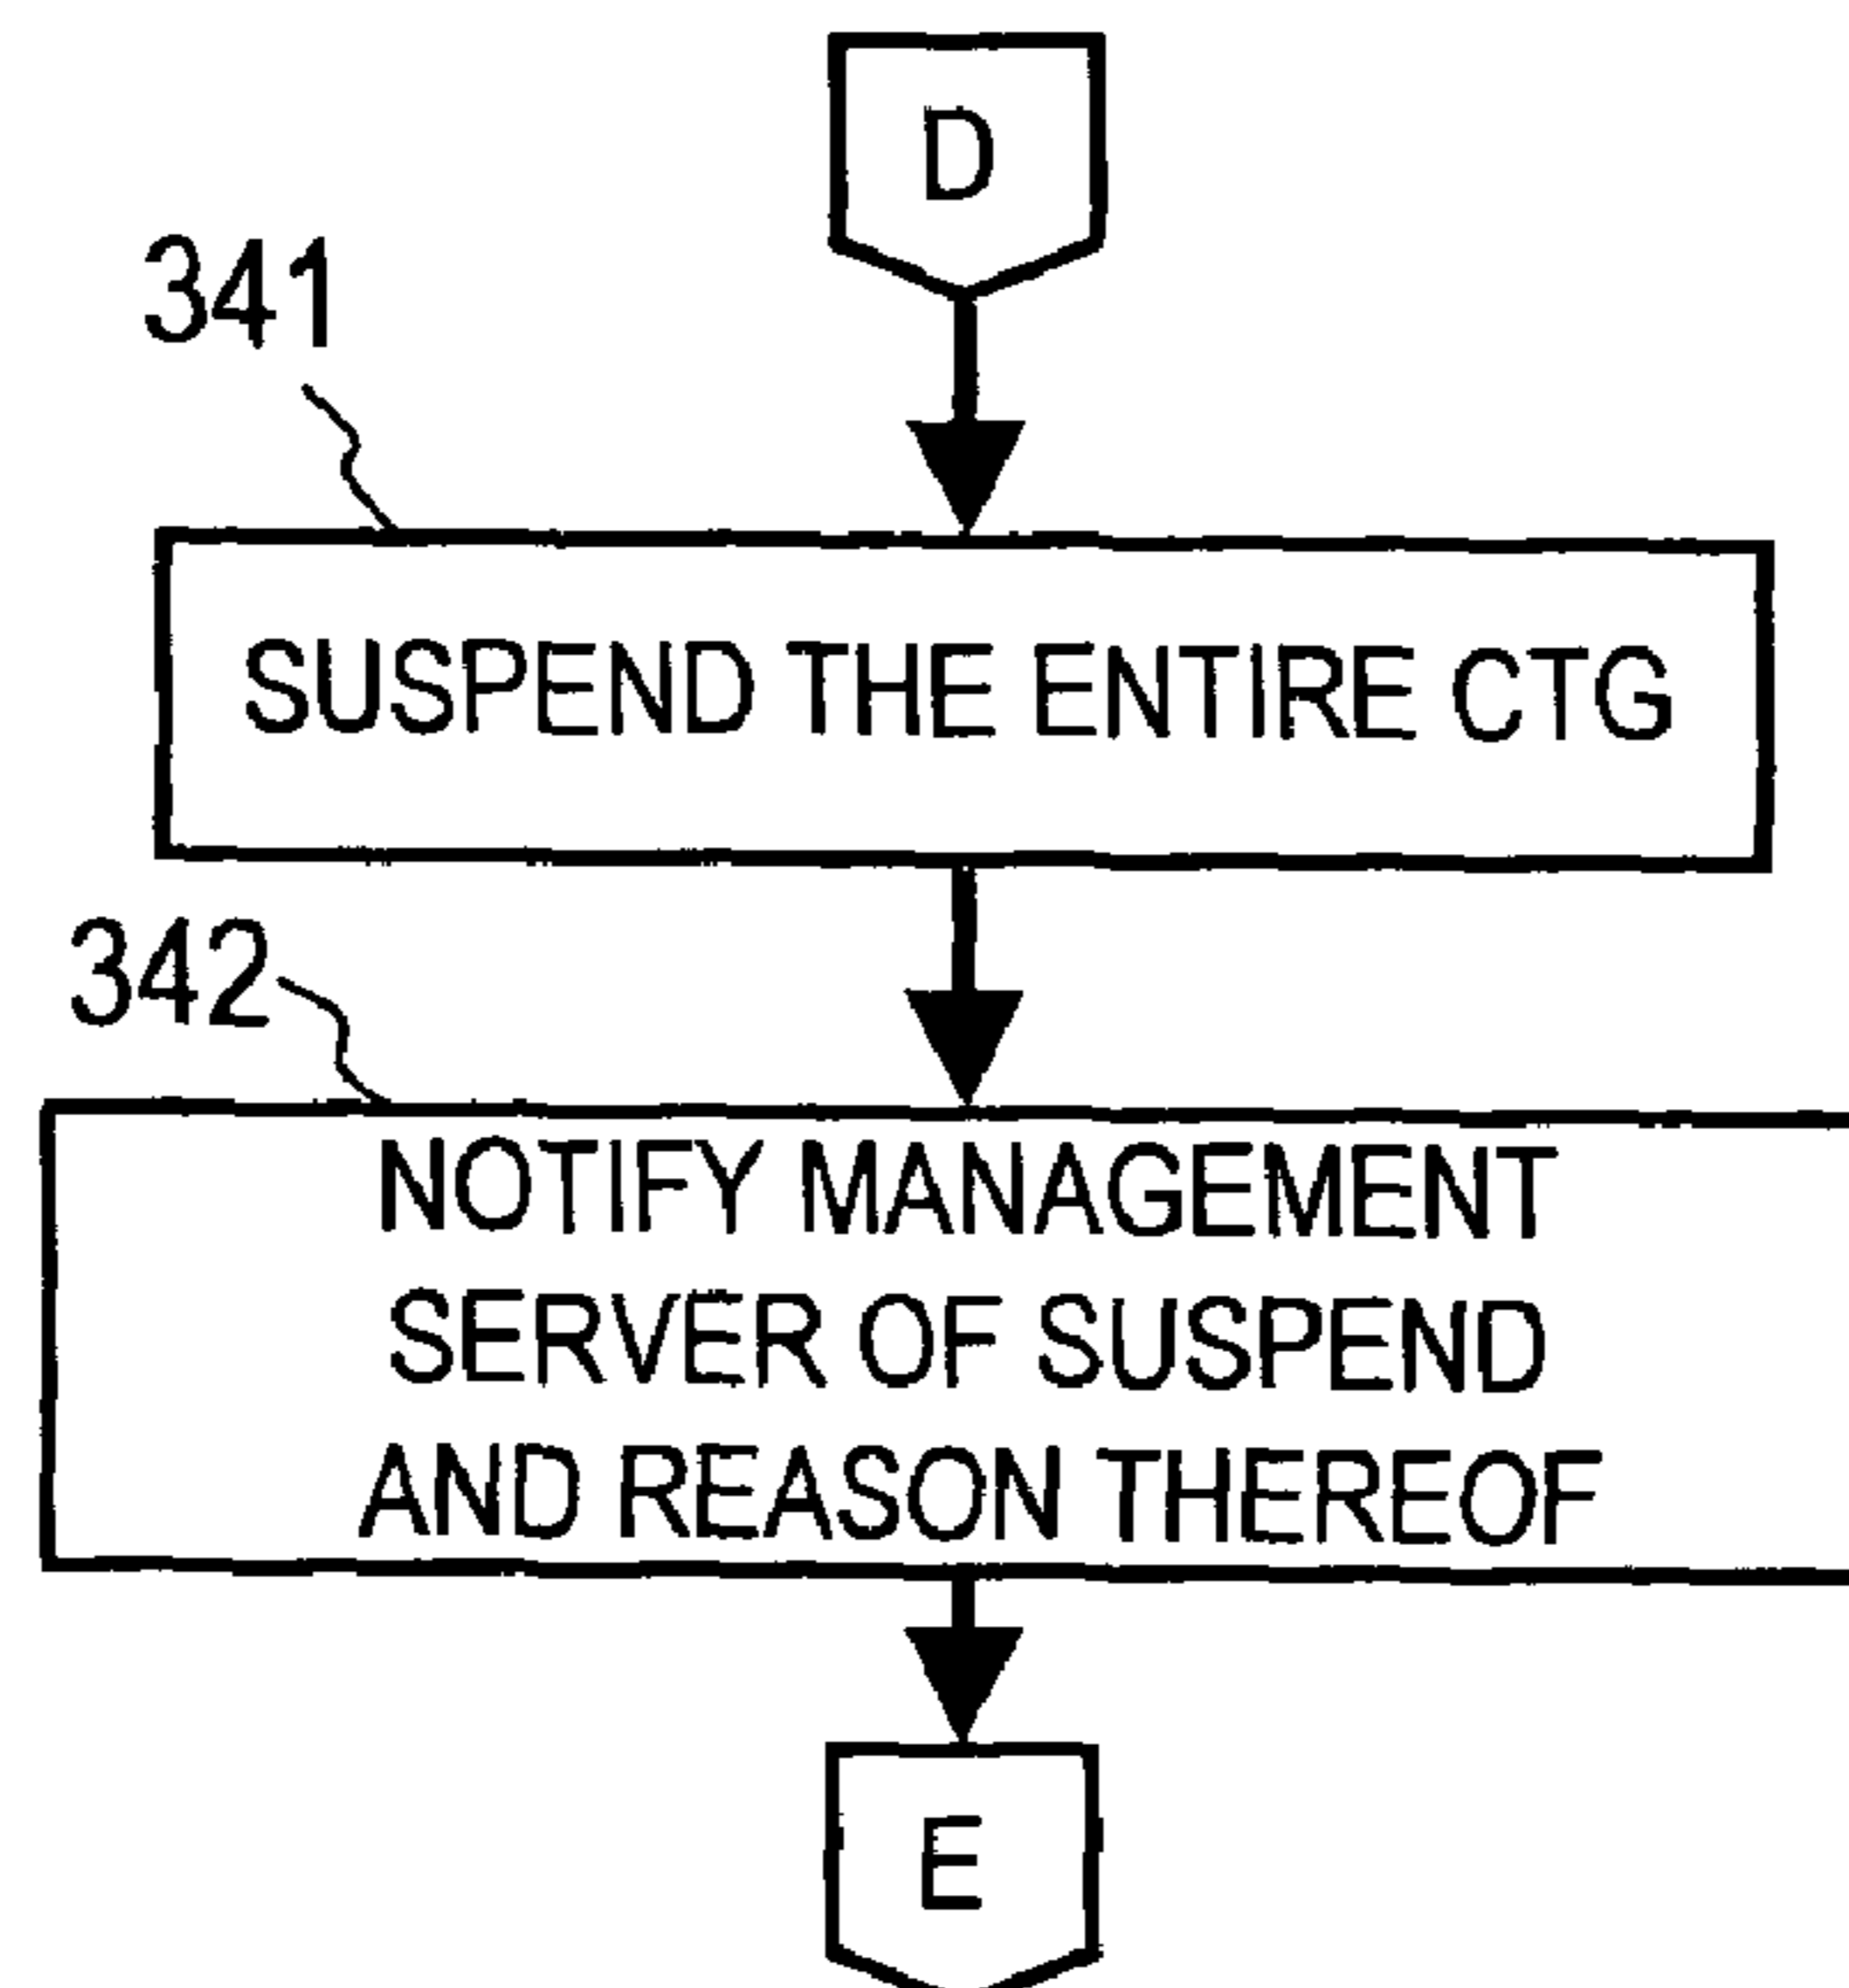 D
341
SUSPEND THE ENTIRE CTG
342
NOTIFY MANAGEMENT
SERVER OF SUSPEND
AND REASON THEREOF
E